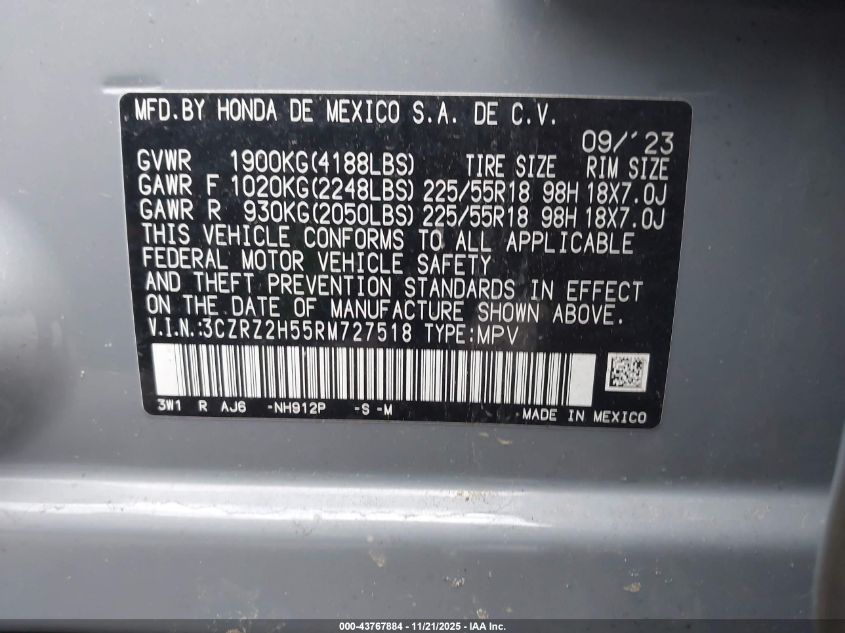 MFD.BY HONDA DE MEXICO S.A. DE C.V.
09/'23
GVWR 1900KG(4188LBS) TIRE SIZE RIM SIZE
GAWR F 1020KG(2248LBS) 225/55R18 98H 18X7.0J
GAWR R 930KG(2050LBS) 225/55R18 98H 18X7.0J
THIS VEHICLE CONFORMS TO ALL APPLICABLE
FEDERAL MOTOR VEHICLE SAFETY
AND THEFT PREVENTION STANDARDS IN EFFECT
ON THE DATE OF MANUFACTURE SHOWN ABOVE.
V.I.N.:3CZRZ2H55RM727518 TYPE:MPV
3W1 R AJ6 -NH912P -S -M -MADE IN MEXICO
000-43767884 - 11/21/2025 - IAA Inc.